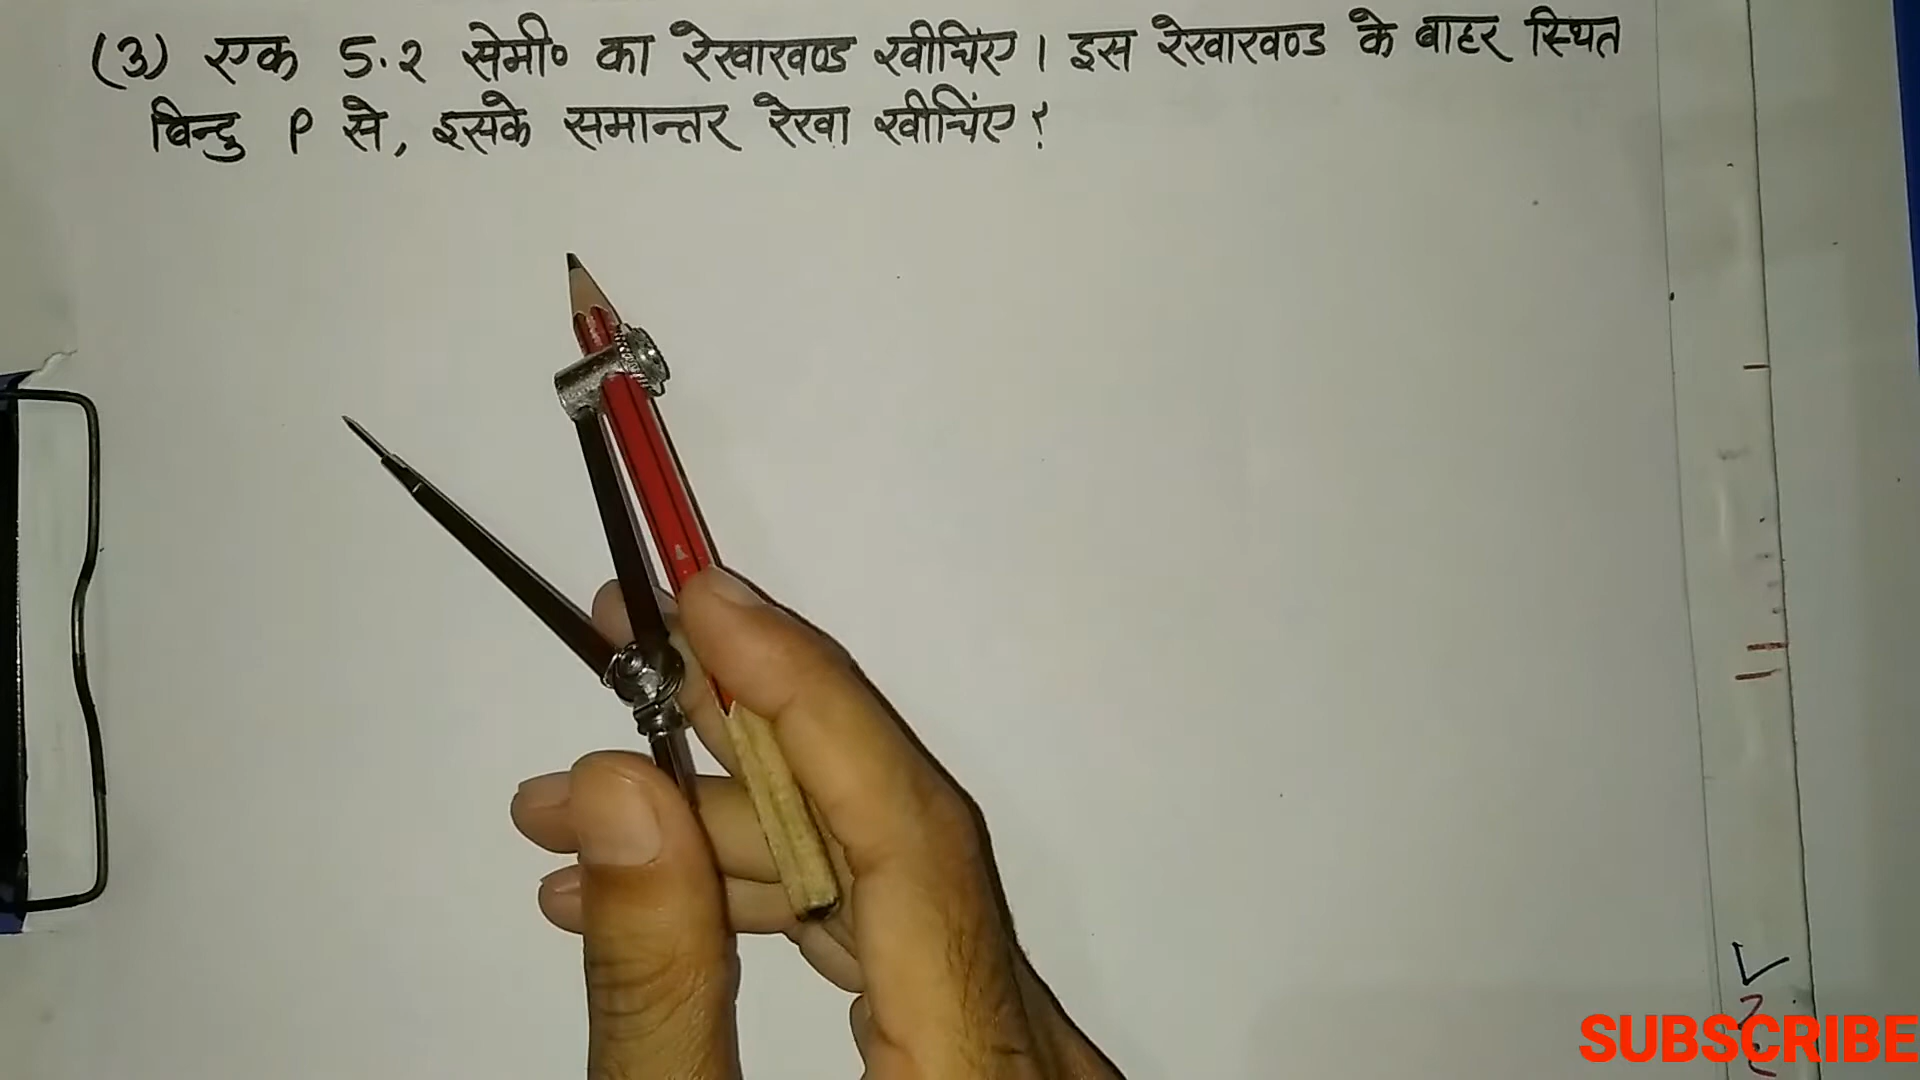 (3) एक 5.2 सेमी० का रेखाखण्ड खींचिए। इस रेखाखण्ड के बाहर स्थित
बिन्दु P से, इसके समान्तर रेखा खींचिए?
SUBSCRIBE